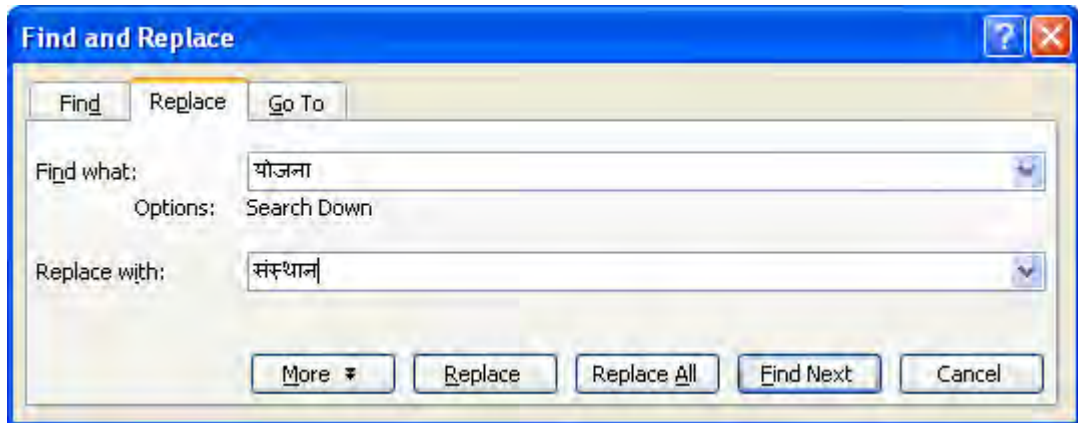 Find and Replace
Find Replace Go To
Find what: योजना
Options: Search Down
Replace with: संस्थान
More Replace Replace All Find Next Cancel